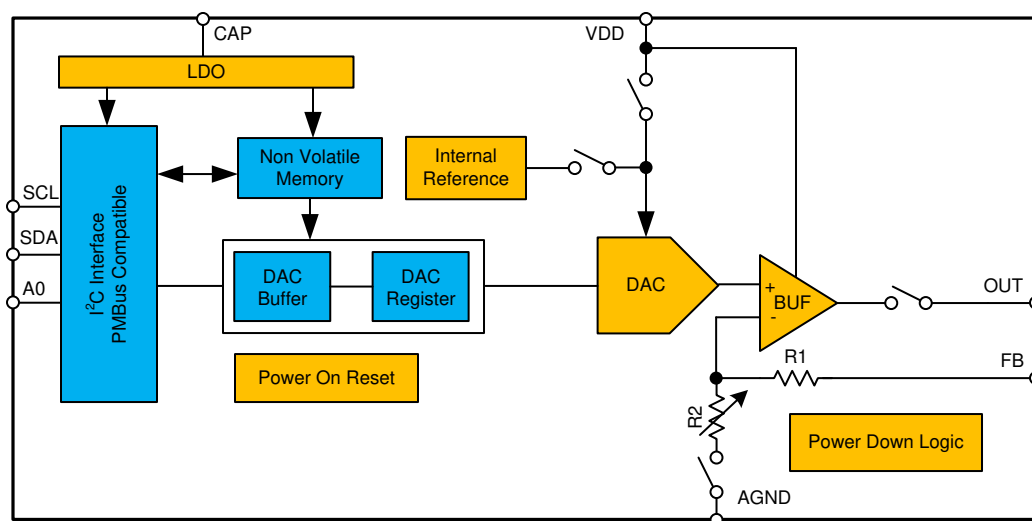 CAP
VDD
LDO
Non Volatile
Memory
Internal
Reference
SCL
SDA
A0
I²C Interface
PMBus Compatible
DAC
Buffer
DAC
Register
DAC
+
BUF
-
OUT
R1
FB
Power On Reset
R2
Power Down Logic
AGND